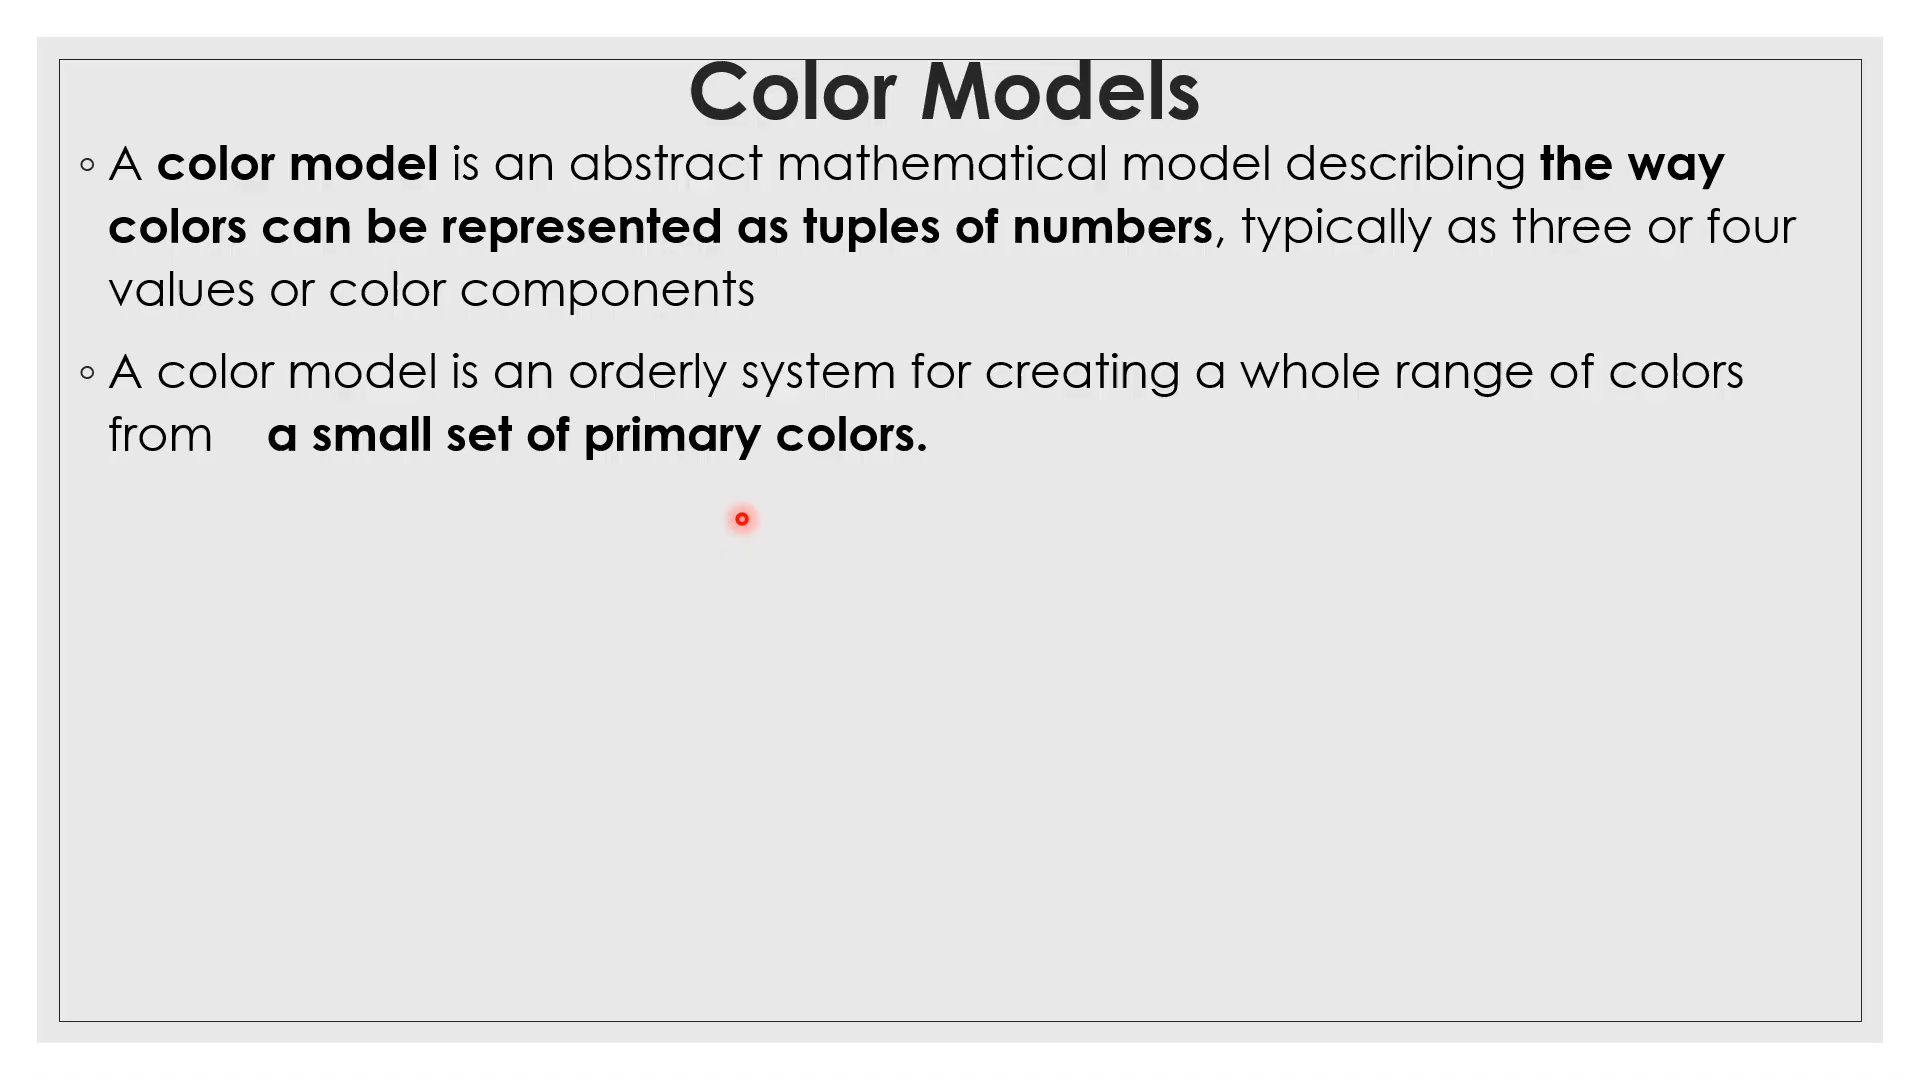 Color Models
◦ A color model is an abstract mathematical model describing the way
colors can be represented as tuples of numbers, typically as three or four
values or color components
◦ A color model is an orderly system for creating a whole range of colors
from a small set of primary colors.